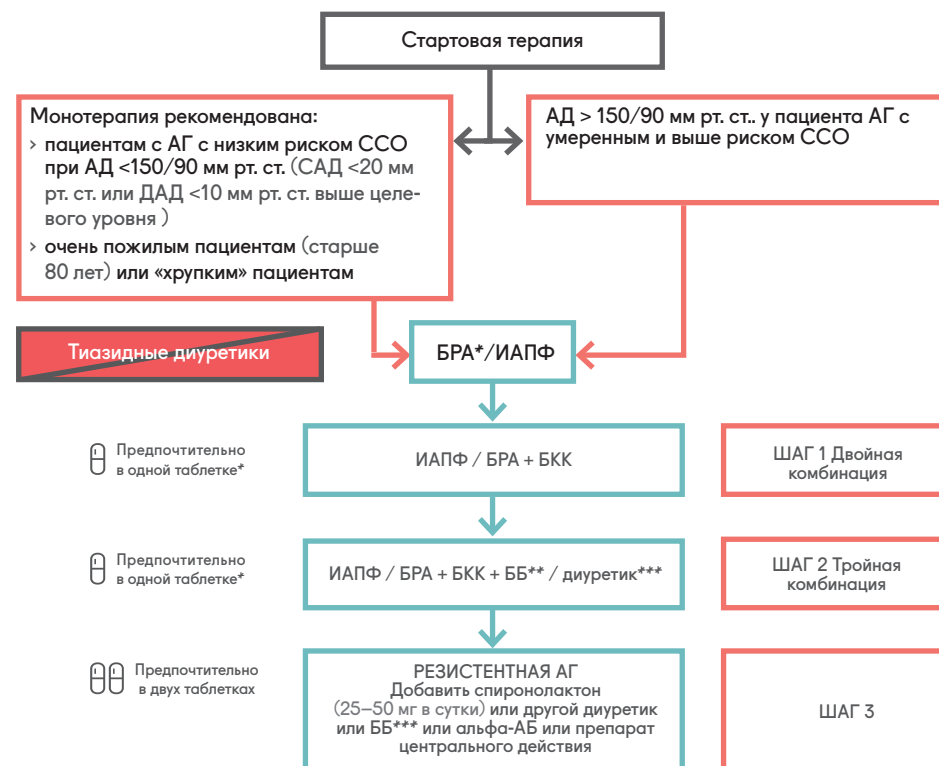 Стартовая терапия
Монотерапия рекомендована:
› пациентам с АГ с низким риском ССО
при АД <150/90 мм рт. ст. (САД <20 мм
рт. ст. или ДАД <10 мм рт. ст. выше целе-
вого уровня )
› очень пожилым пациентам (старше
80 лет) или «хрупким» пациентам
АД > 150/90 мм рт. ст.. у пациента АГ с
умеренным и выше риском ССО
Тиазидные диуретики
БРА*/ИАПФ
Предпочтительно
в одной таблетке*
ИАПФ / БРА + БКК
ШАГ 1 Двойная
комбинация
Предпочтительно
в одной таблетке*
ИАПФ / БРА + БКК + ББ** / диуретик***
ШАГ 2 Тройная
комбинация
Предпочтительно
в двух таблетках
РЕЗИСТЕНТНАЯ АГ
Добавить спиронолактон
(25–50 мг в сутки) или другой диуретик
или ББ*** или альфа-АБ или препарат
центрального действия
ШАГ 3